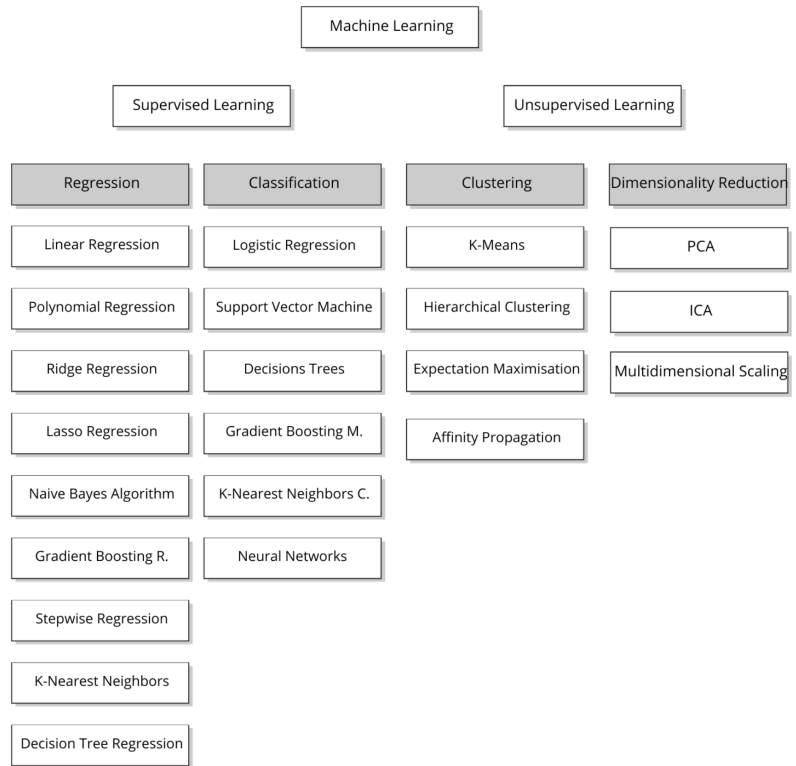 Machine Learning
Supervised Learning
Unsupervised Learning
Regression
Classification
Clustering
Dimensionality Reduction
Linear Regression
Logistic Regression
K-Means
PCA
Polynomial Regression
Support Vector Machine
Hierarchical Clustering
ICA
Ridge Regression
Decisions Trees
Expectation Maximisation
Multidimensional Scaling
Lasso Regression
Gradient Boosting M.
Affinity Propagation
Naive Bayes Algorithm
K-Nearest Neighbors C.
Gradient Boosting R.
Neural Networks
Stepwise Regression
K-Nearest Neighbors
Decision Tree Regression